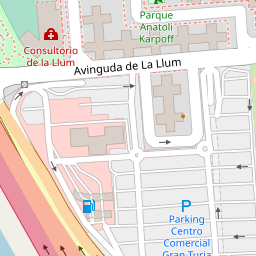 Parque
Anatoli
Karpoff
Consultorio
de la Llum
Avinguda de La Llum
P
Parking
Centro
Comercial
Gran Turia